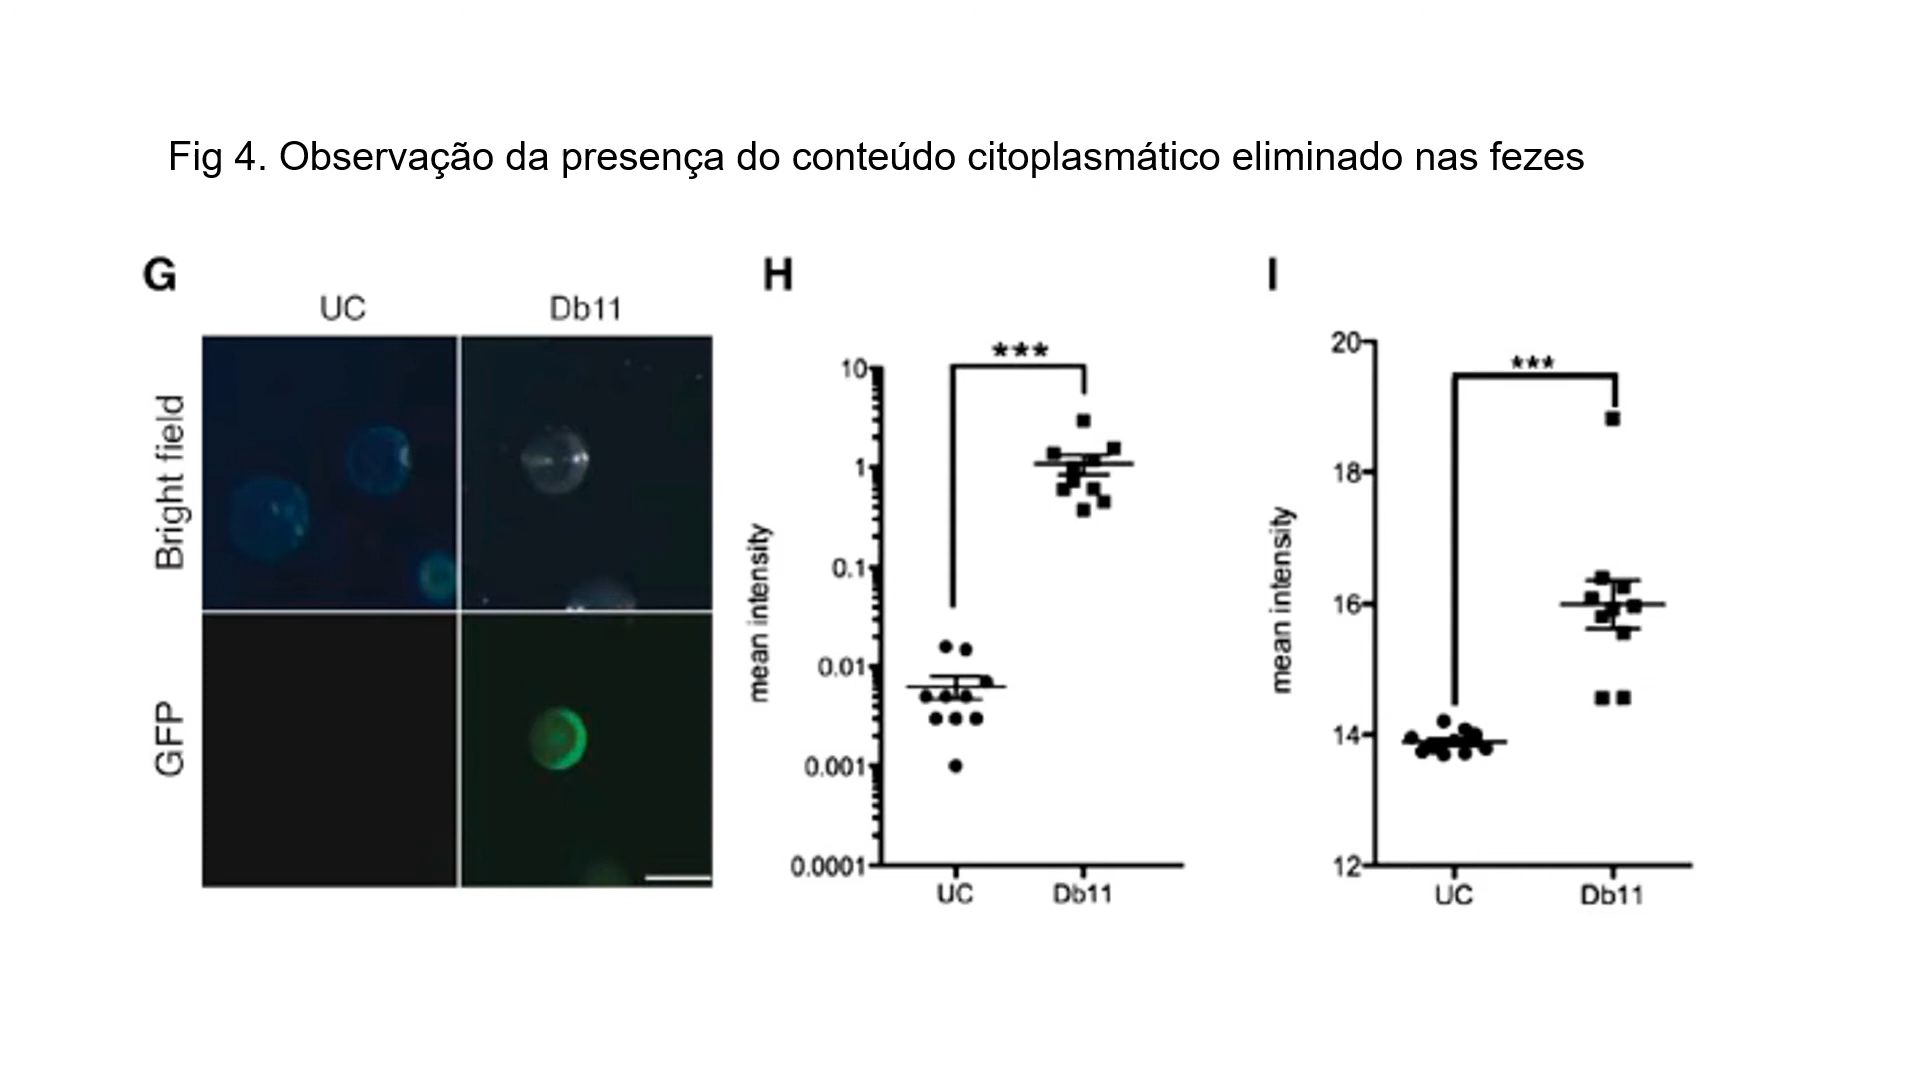 Fig 4. Observação da presença do conteúdo citoplasmático eliminado nas fezes
G
UC
Db11
Bright field
GFP
H
***
10
1
0.1
0.01
0.001
0.0001
mean intensity
UC
Db11
I
***
20
18
16
14
12
mean intensity
UC
Db11